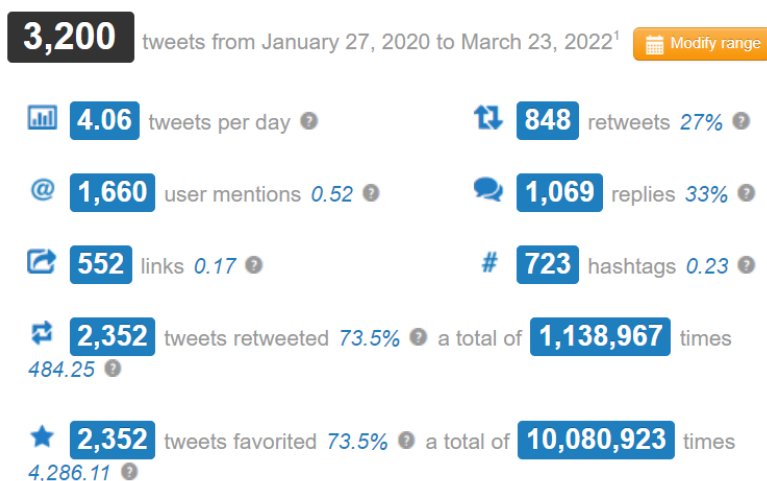 3,200 tweets from January 27, 2020 to March 23, 2022¹ Modify range
4.06 tweets per day ? 848 retweets 27% ?
@ 1,660 user mentions 0.52 ? 1,069 replies 33% ?
552 links 0.17 ? # 723 hashtags 0.23 ?
2,352 tweets retweeted 73.5% ? a total of 1,138,967 times
484.25 ?
2,352 tweets favorited 73.5% ? a total of 10,080,923 times
4,286.11 ?